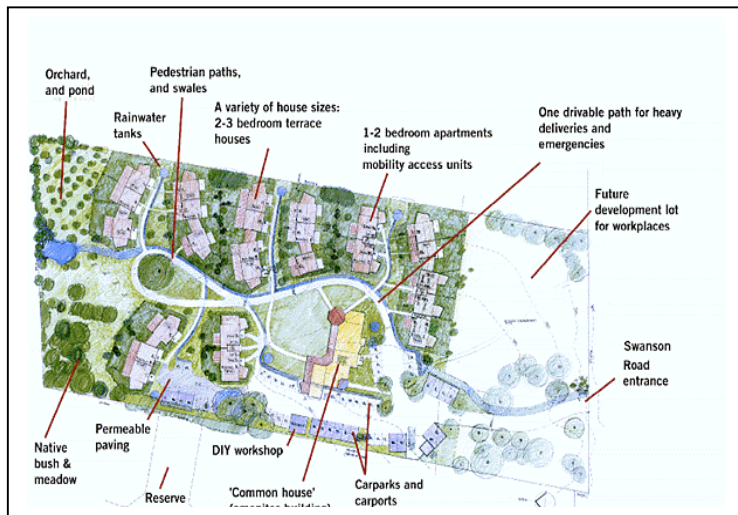 Orchard,
and pond
Pedestrian paths,
and swales
Rainwater
tanks
A variety of house sizes:
2-3 bedroom terrace
houses
1-2 bedroom apartments
including
mobility access units
One drivable path for heavy
deliveries and
emergencies
Future
development lot
for workplaces
Swanson
Road
entrance
Native
bush &
meadow
Permeable
paving
Reserve
DIY workshop
'Common house'
(amenites building)
Carparks and
carports